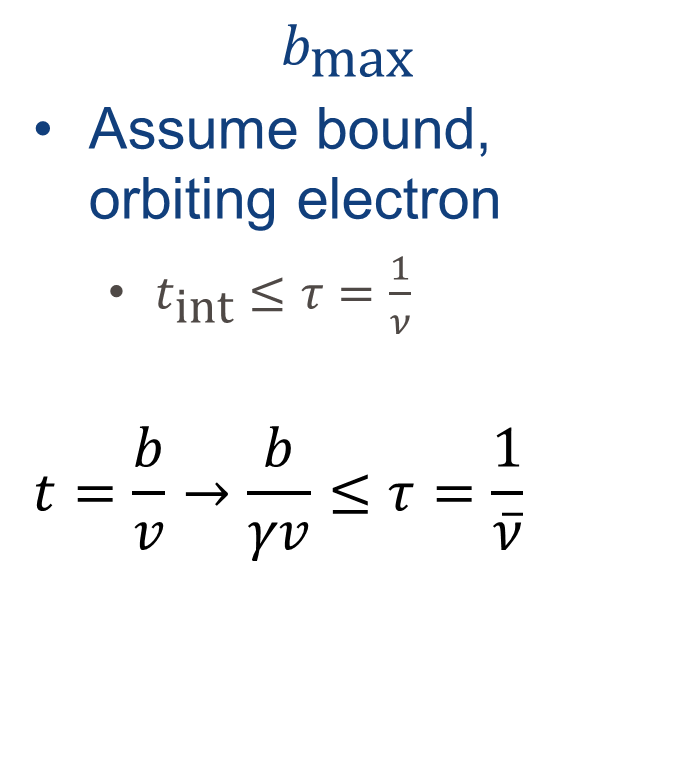 b_max
• Assume bound,
orbiting electron
• t_int ≤ τ = 1/ν
t = b/v → b/γv ≤ τ = 1/ν̄